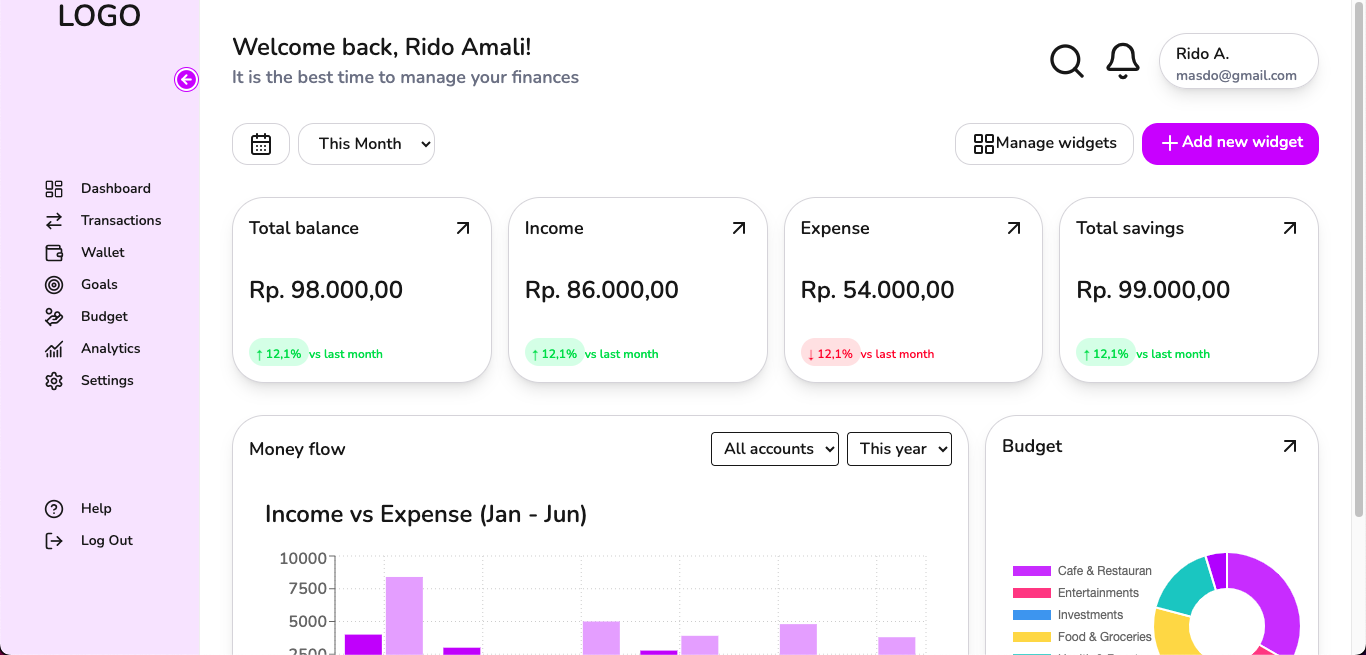 LOGO
Dashboard
Transactions
Wallet
Goals
Budget
Analytics
Settings
Help
Log Out
Welcome back, Rido Amali!
It is the best time to manage your finances
Rido A.
masdo@gmail.com
This Month
Manage widgets
Add new widget
Total balance
Rp. 98.000,00
↑ 12,1% vs last month
Income
Rp. 86.000,00
↑ 12,1% vs last month
Expense
Rp. 54.000,00
↓ 12,1% vs last month
Total savings
Rp. 99.000,00
↑ 12,1% vs last month
Money flow
All accounts
This year
Income vs Expense (Jan - Jun)
10000
7500
5000
2500
Budget
Cafe & Restauran
Entertainments
Investments
Food & Groceries